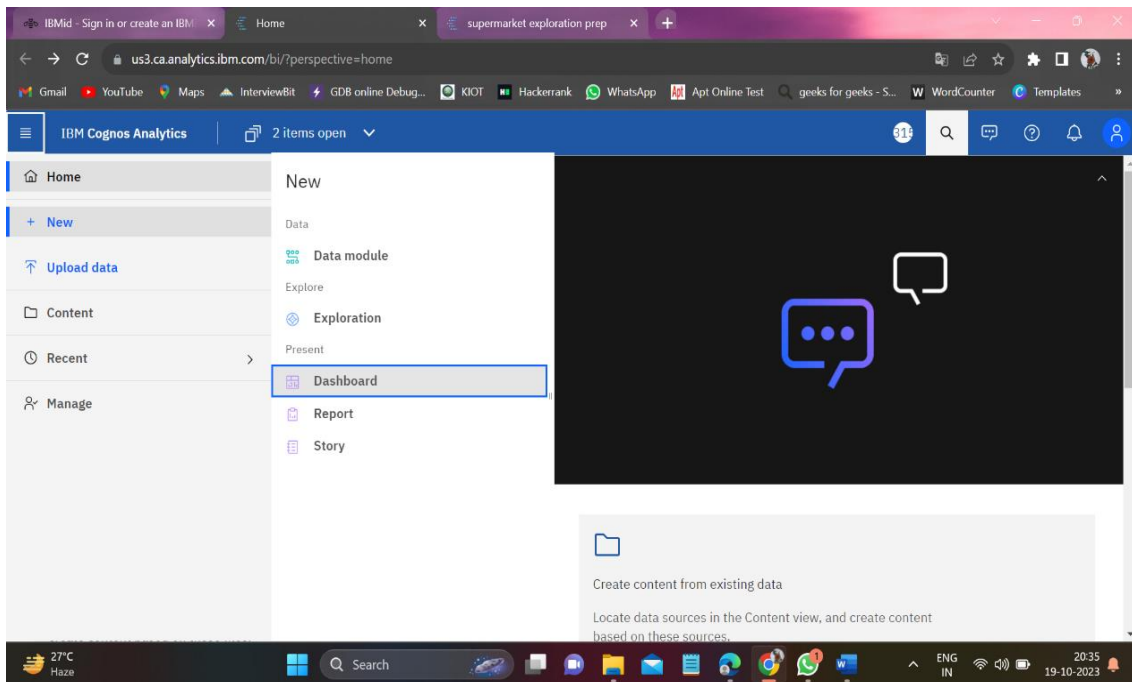 IBMid - Sign in or create an IBM
Home
supermarket exploration prep
us3.ca.analytics.ibm.com/bi/?perspective=home
Gmail YouTube Maps InterviewBit GDB online Debug... KIOT Hackerrank WhatsApp Apt Online Test geeks for geeks - S... WordCounter Templates »
IBM Cognos Analytics 2 items open
Home
New
Upload data
Content
Recent
Manage
New
Data
Data module
Explore
Exploration
Present
Dashboard
Report
Story
Create content from existing data
Locate data sources in the Content view, and create content
based on these sources.
27°C
Haze
Search
1
ENG
IN
20:35
19-10-2023